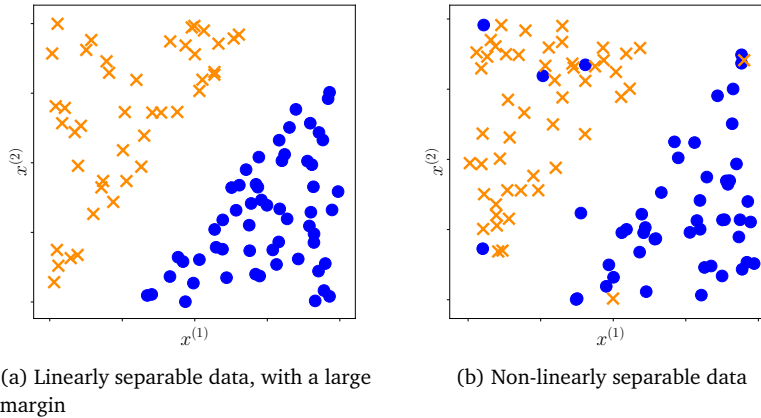 x^{(2)}
x^{(1)}
(a) Linearly separable data, with a large
margin
x^{(2)}
x^{(1)}
(b) Non-linearly separable data